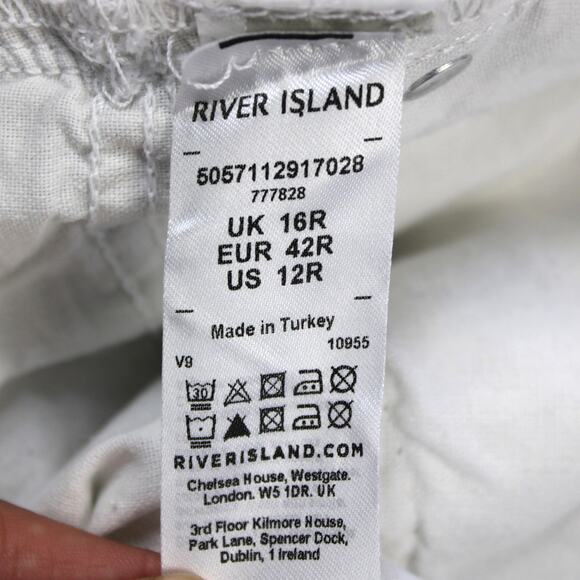 RIVER ISLAND
5057112917028
777828
UK 16R
EUR 42R
US 12R
Made in Turkey
10955
V9
30
RIVERISLAND.COM
Chelsea House, Westgate.
London. W5 1DR. UK
3rd Floor Kilmore House,
Park Lane, Spencer Dock,
Dublin, 1 Ireland